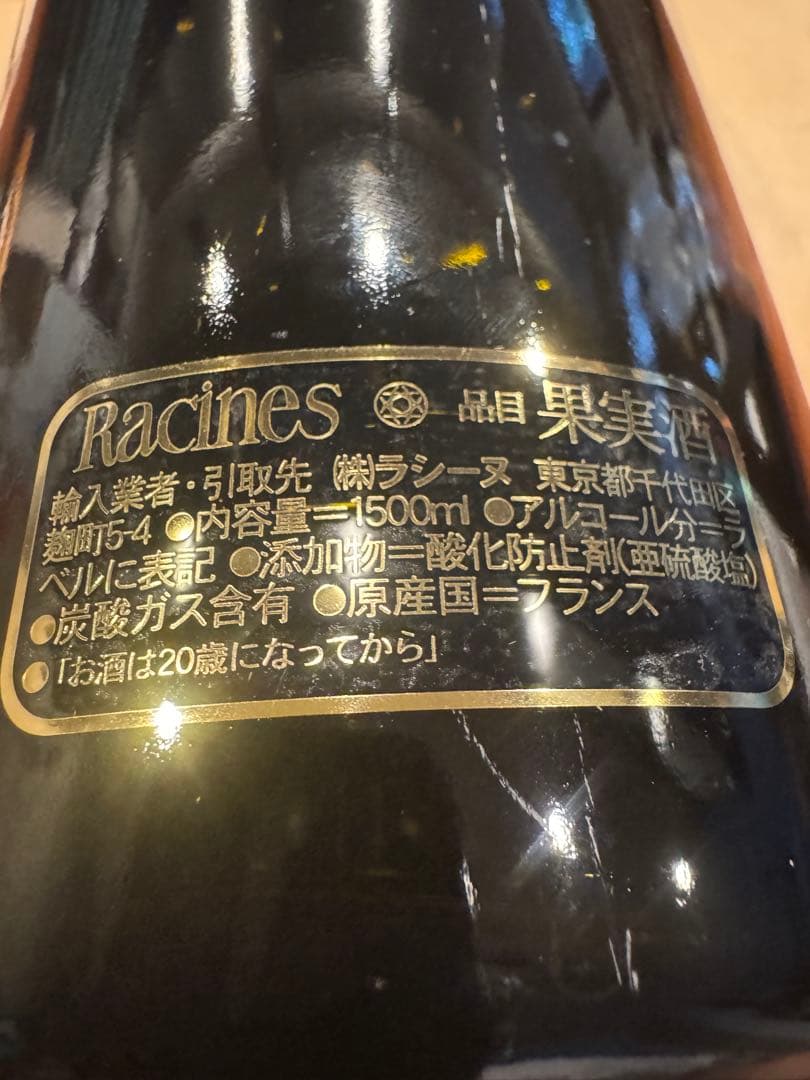 Racines 品目 果実酒
輸入業者・引取先 ㈱ラシーヌ 東京都千代田区
麹町5-4 ●内容量=1500ml ●アルコール分=ラ
ベルに表記 ●添加物=酸化防止剤(亜硫酸塩)
●炭酸ガス含有 ●原産国=フランス
●「お酒は20歳になってから」